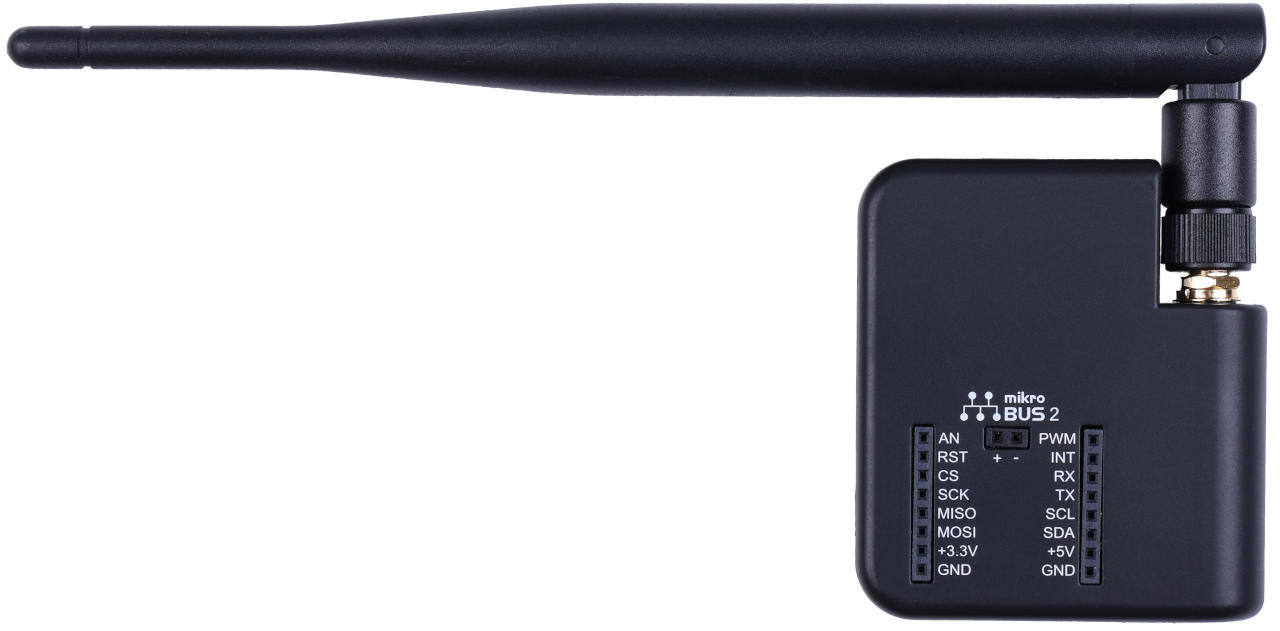 mikro
BUS 2
AN PWM
RST + - INT
CS RX
SCK TX
MISO SCL
MOSI SDA
+3.3V +5V
GND GND